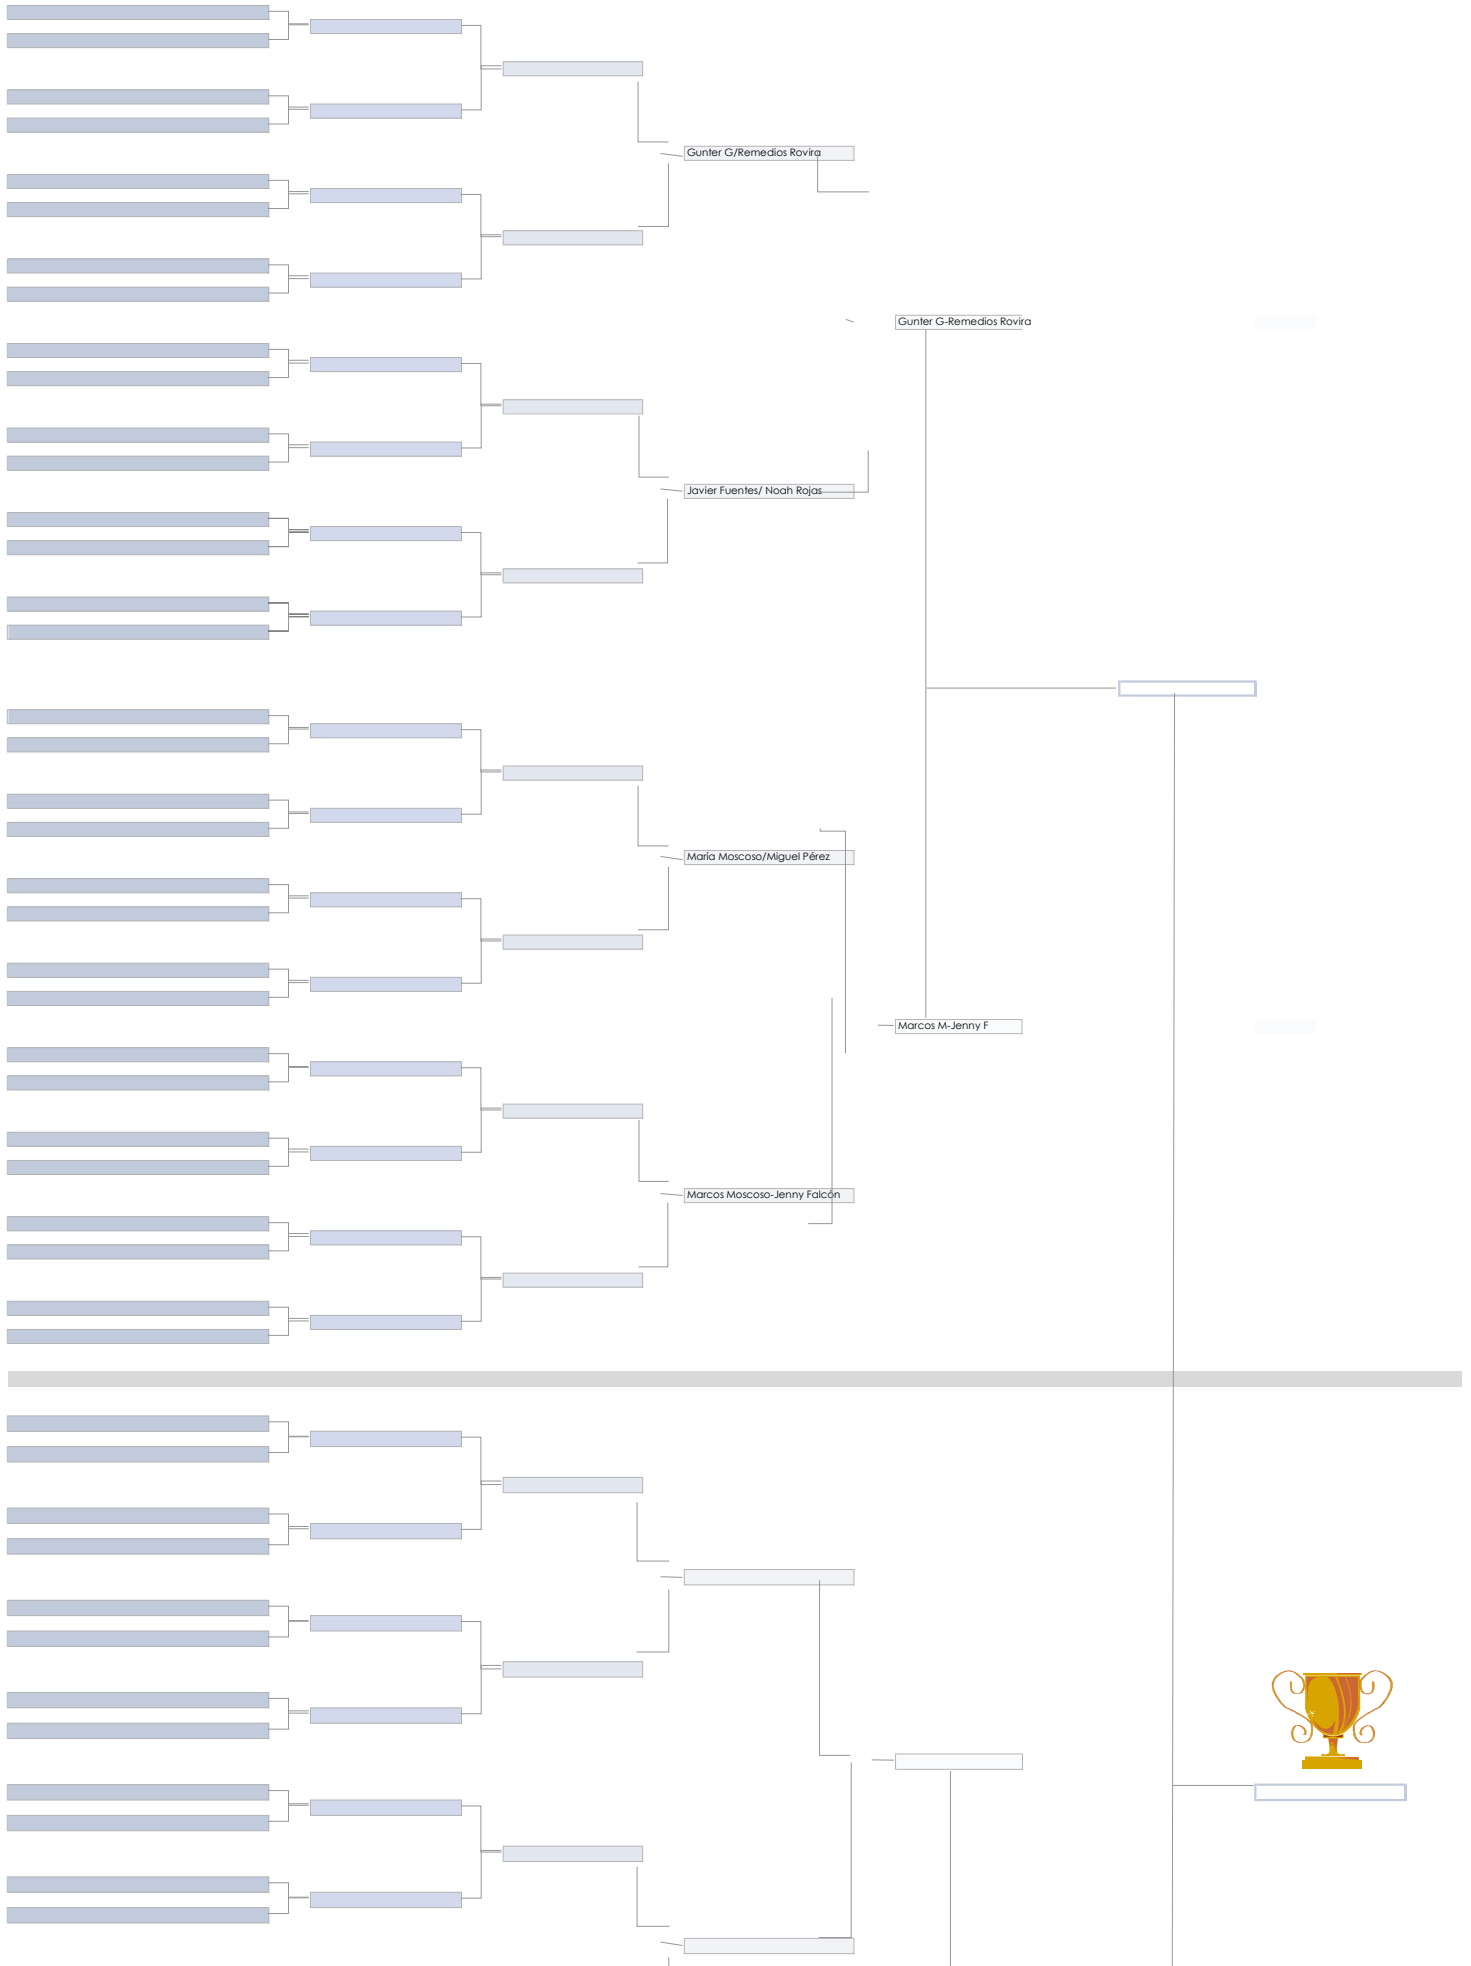 Gunter G/Remedios Rovira
Gunter G-Remedios Rovira
Javier Fuentes/ Noah Rojas
María Moscoso/Miguel Pérez
Marcos M-Jenny F
Marcos Moscoso-Jenny Falcón